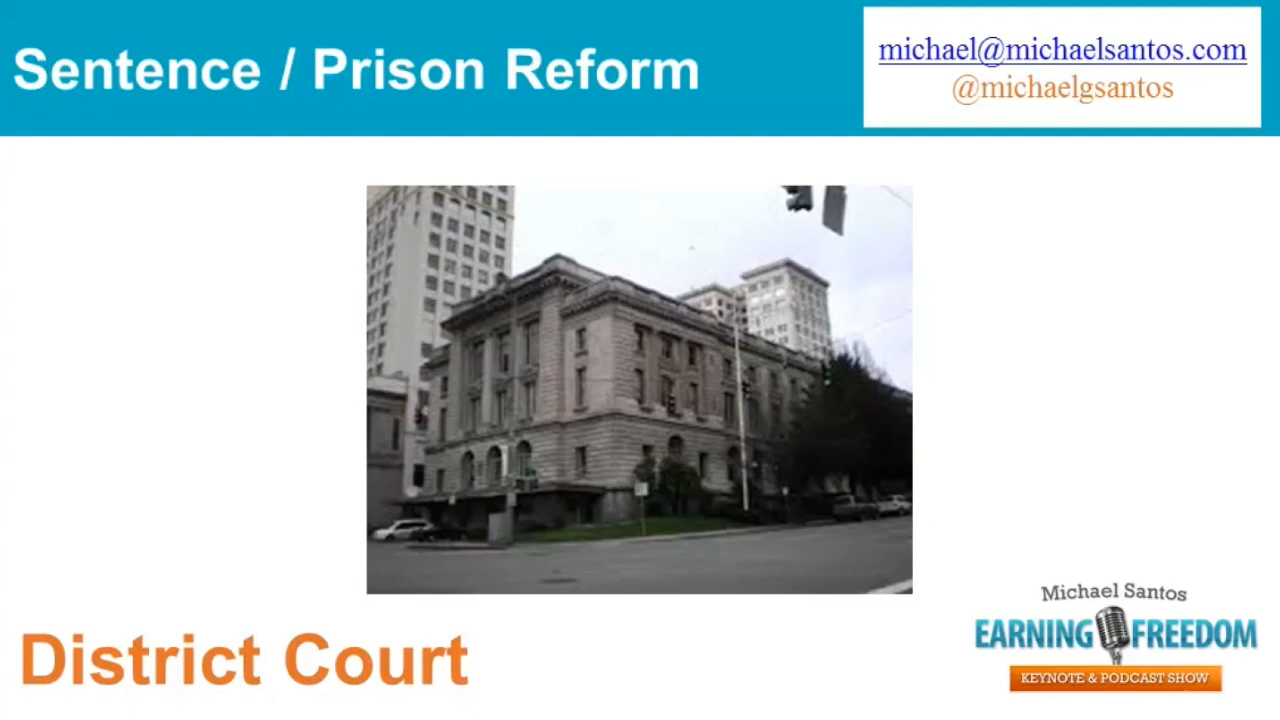 Sentence / Prison Reform
michael@michaelsantos.com
@michaelgsantos
District Court
Michael Santos
EARNING FREEDOM
KEYNOTE & PODCAST SHOW